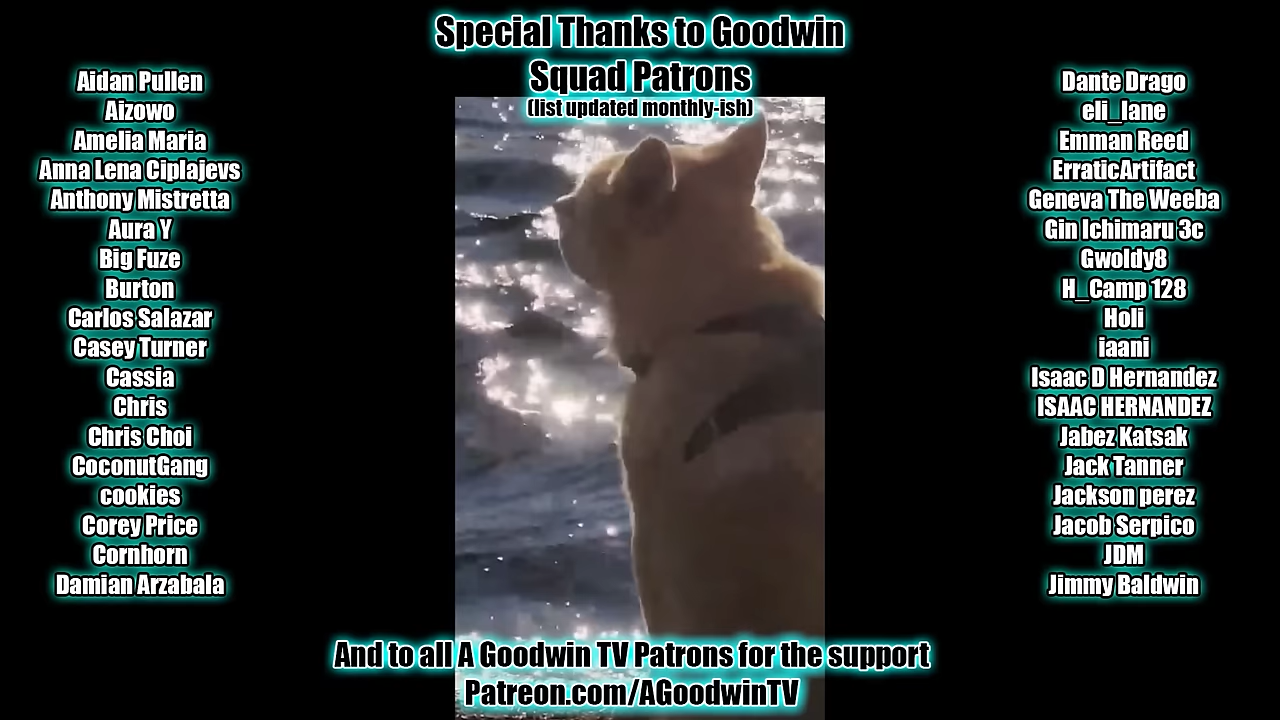 Special Thanks to Goodwin
Squad Patrons
(list updated monthly-ish)
Aidan Pullen
Aizowo
Amelia Maria
Anna Lena Ciplajevs
Anthony Mistretta
Aura Y
Big Fuze
Burton
Carlos Salazar
Casey Turner
Cassia
Chris
Chris Choi
CoconutGang
cookies
Corey Price
Cornhorn
Damian Arzabala
Dante Drago
eli_lane
Emman Reed
ErraticArtifact
Geneva The Weeba
Gin Ichimaru 3c
Gwoldy8
H_Camp 128
Holi
iaani
Isaac D Hernandez
ISAAC HERNANDEZ
Jabez Katsak
Jack Tanner
Jackson perez
Jacob Serpico
JDM
Jimmy Baldwin
And to all A Goodwin TV Patrons for the support
Patreon.com/AGoodwinTV